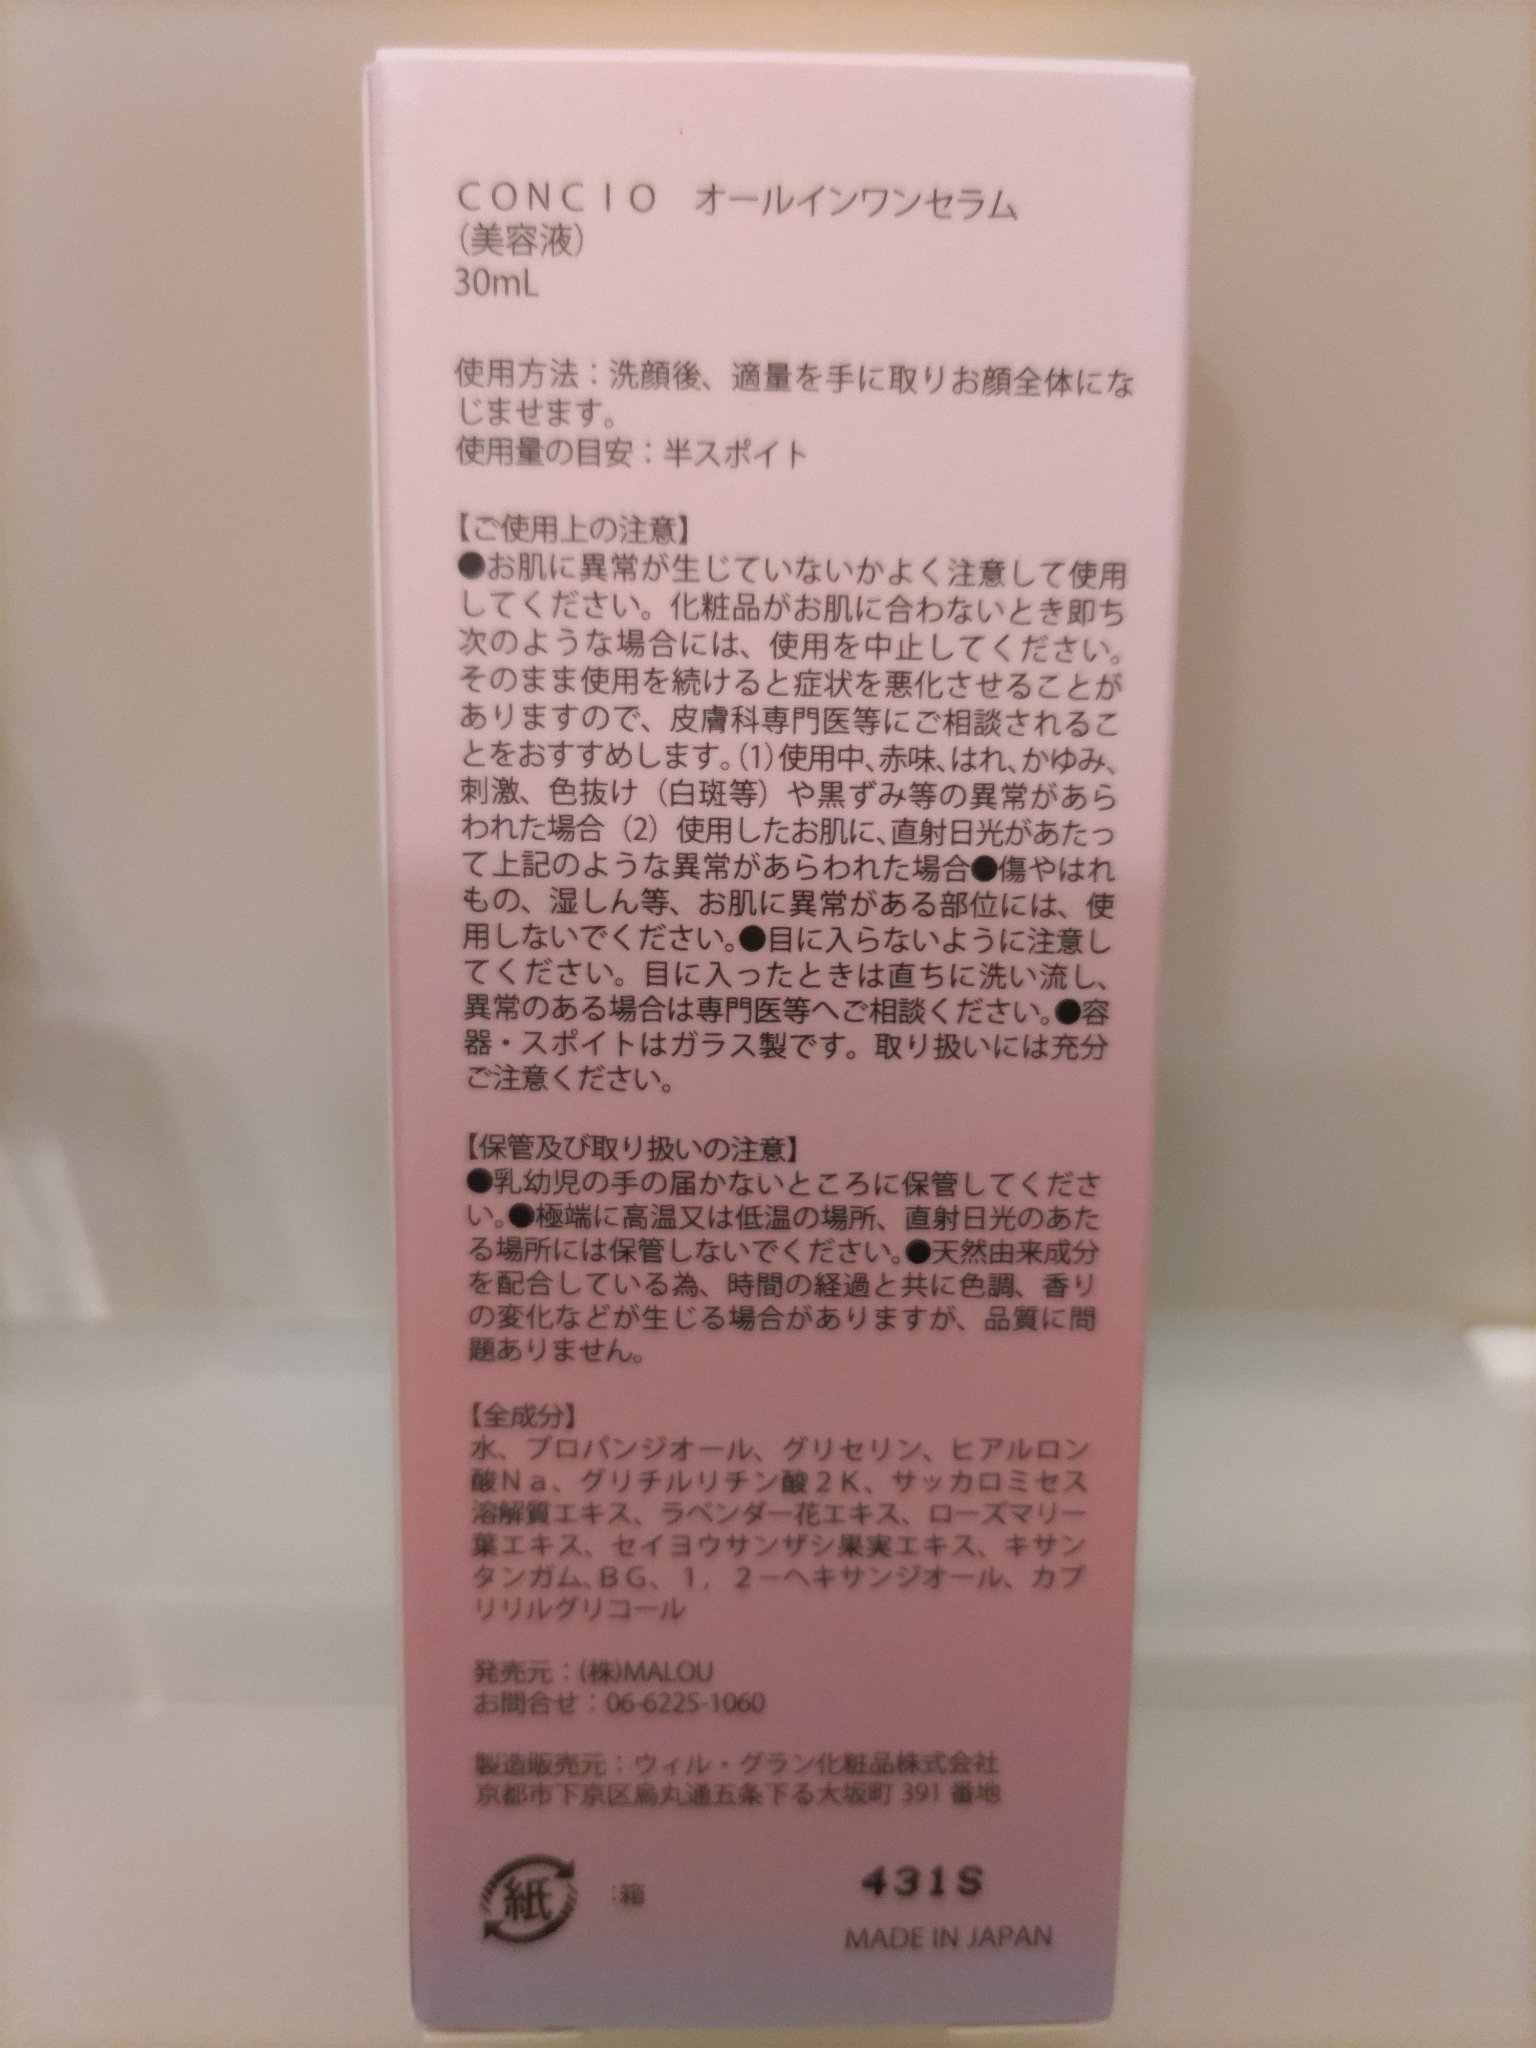 CONCIO オールインワンセラム
(美容液)
30mL
使用方法：洗顔後、適量を手に取りお顔全体にな
じませます。
使用量の目安：半スポイト
【ご使用上の注意】
●お肌に異常が生じていないかよく注意して使用
してください。化粧品がお肌に合わないとき即ち
次のような場合には、使用を中止してください。
そのまま使用を続けると症状を悪化させることが
ありますので、皮膚科専門医等にご相談されるこ
とをおすすめします。(1)使用中、赤味、はれ、かゆみ、
刺激、色抜け（白斑等）や黒ずみ等の異常があら
われた場合（2）使用したお肌に、直射日光があたっ
て上記のような異常があらわれた場合●傷やはれ
もの、湿しん等、お肌に異常がある部位には、使
用しないでください。●目に入らないように注意し
てください。目に入ったときは直ちに洗い流し、
異常のある場合は専門医等へご相談ください。●容
器・スポイトはガラス製です。取り扱いには充分
ご注意ください。
【保管及び取り扱いの注意】
●乳幼児の手の届かないところに保管してくださ
い。●極端に高温又は低温の場所、直射日光のあた
る場所には保管しないでください。●天然由来成分
を配合している為、時間の経過と共に色調、香り
の変化などが生じる場合がありますが、品質に問
題ありません。
【全成分】
水、プロパンジオール、グリセリン、ヒアルロン
酸Na、グリチルリチン酸2K、サッカロミセス
溶解質エキス、ラベンダー花エキス、ローズマリー
葉エキス、セイヨウサンザシ果実エキス、キサン
タンガム、BG、1，2－ヘキサンジオール、カプ
リリルグリコール
発売元：(株)MALOU
お問合せ：06-6225-1060
製造販売元：ウィル・グラン化粧品株式会社
京都市下京区烏丸通五条下る大坂町 391 番地
紙 :箱
431S
MADE IN JAPAN